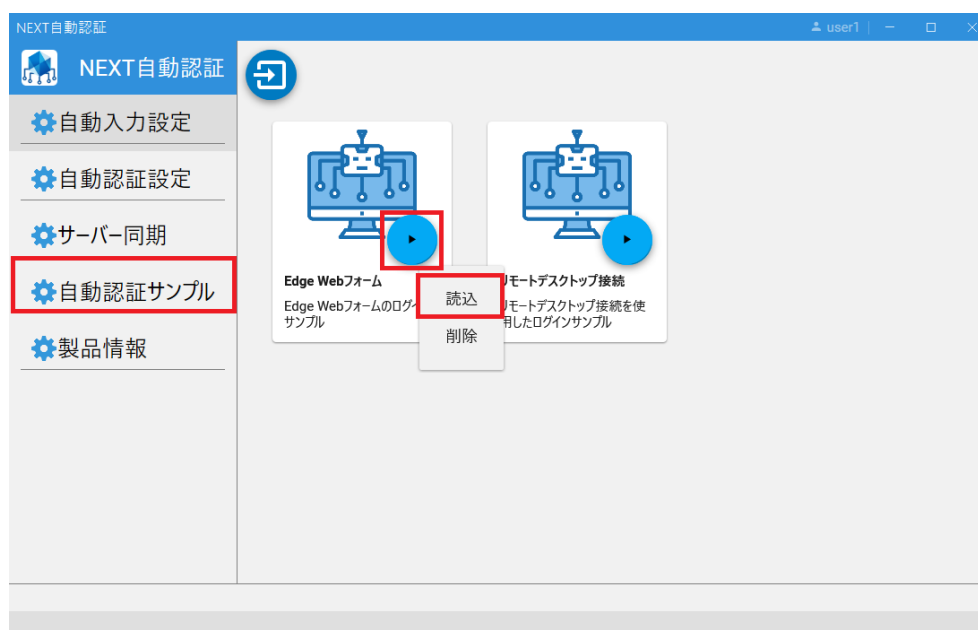 NEXT自動認証
user1
NEXT自動認証
自動入力設定
自動認証設定
サーバー同期
自動認証サンプル
製品情報
Edge Webフォーム
Edge Webフォームのログ
サンプル
読込
削除
モートデスクトップ接続
モートデスクトップ接続を使
用したログインサンプル